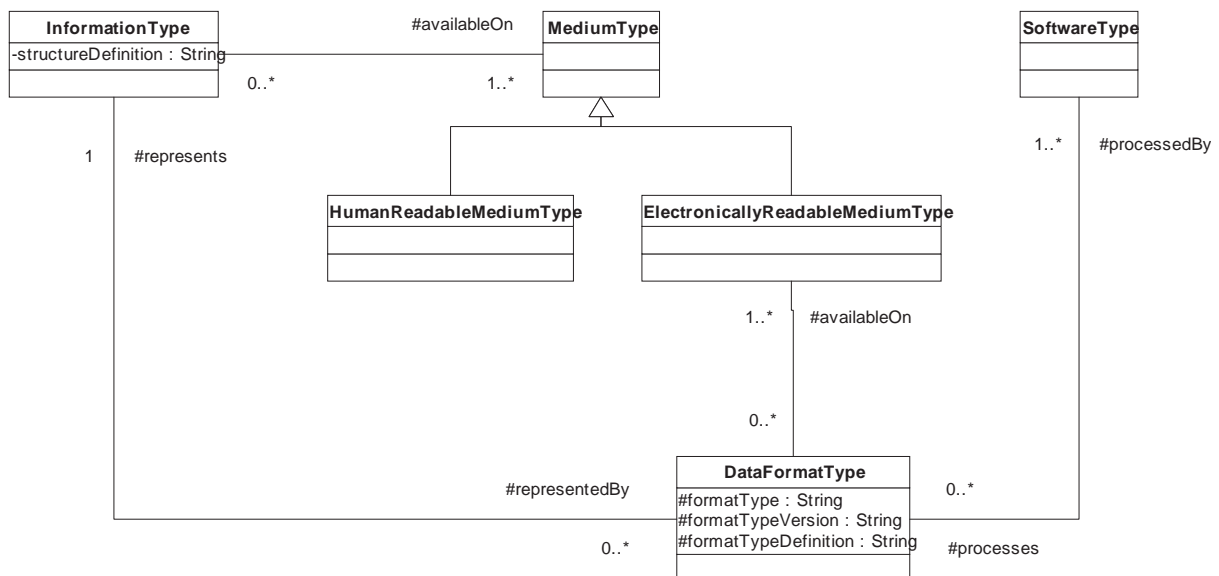 InformationType
-structureDefinition : String
#availableOn
0..*
1..*
MediumType
SoftwareType
1
#represents
1..*
#processedBy
HumanReadableMediumType
ElectronicallyReadableMediumType
1..*
#availableOn
0..*
DataFormatType
#formatType : String
#formatTypeVersion : String
#formatTypeDefinition : String
#representedBy
0..*
0..*
#processes